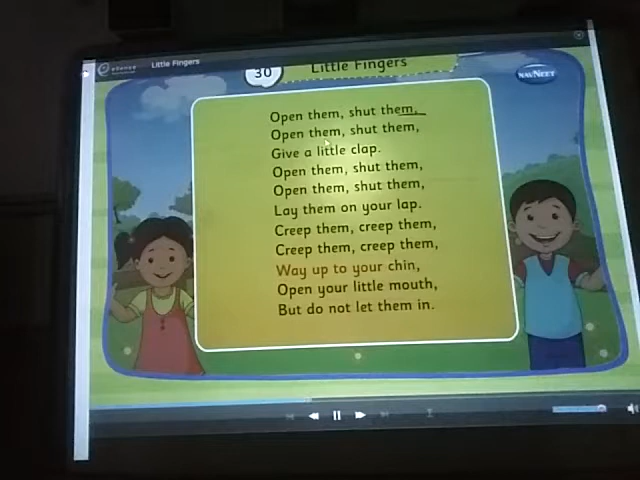 Little Fingers
30
Little Fingers
NAVNEET
Open them, shut them,
Open them, shut them,
Give a little clap.
Open them, shut them,
Open them, shut them,
Lay them on your lap.
Creep them, creep them,
Creep them, creep them,
Way up to your chin,
Open your little mouth,
But do not let them in.